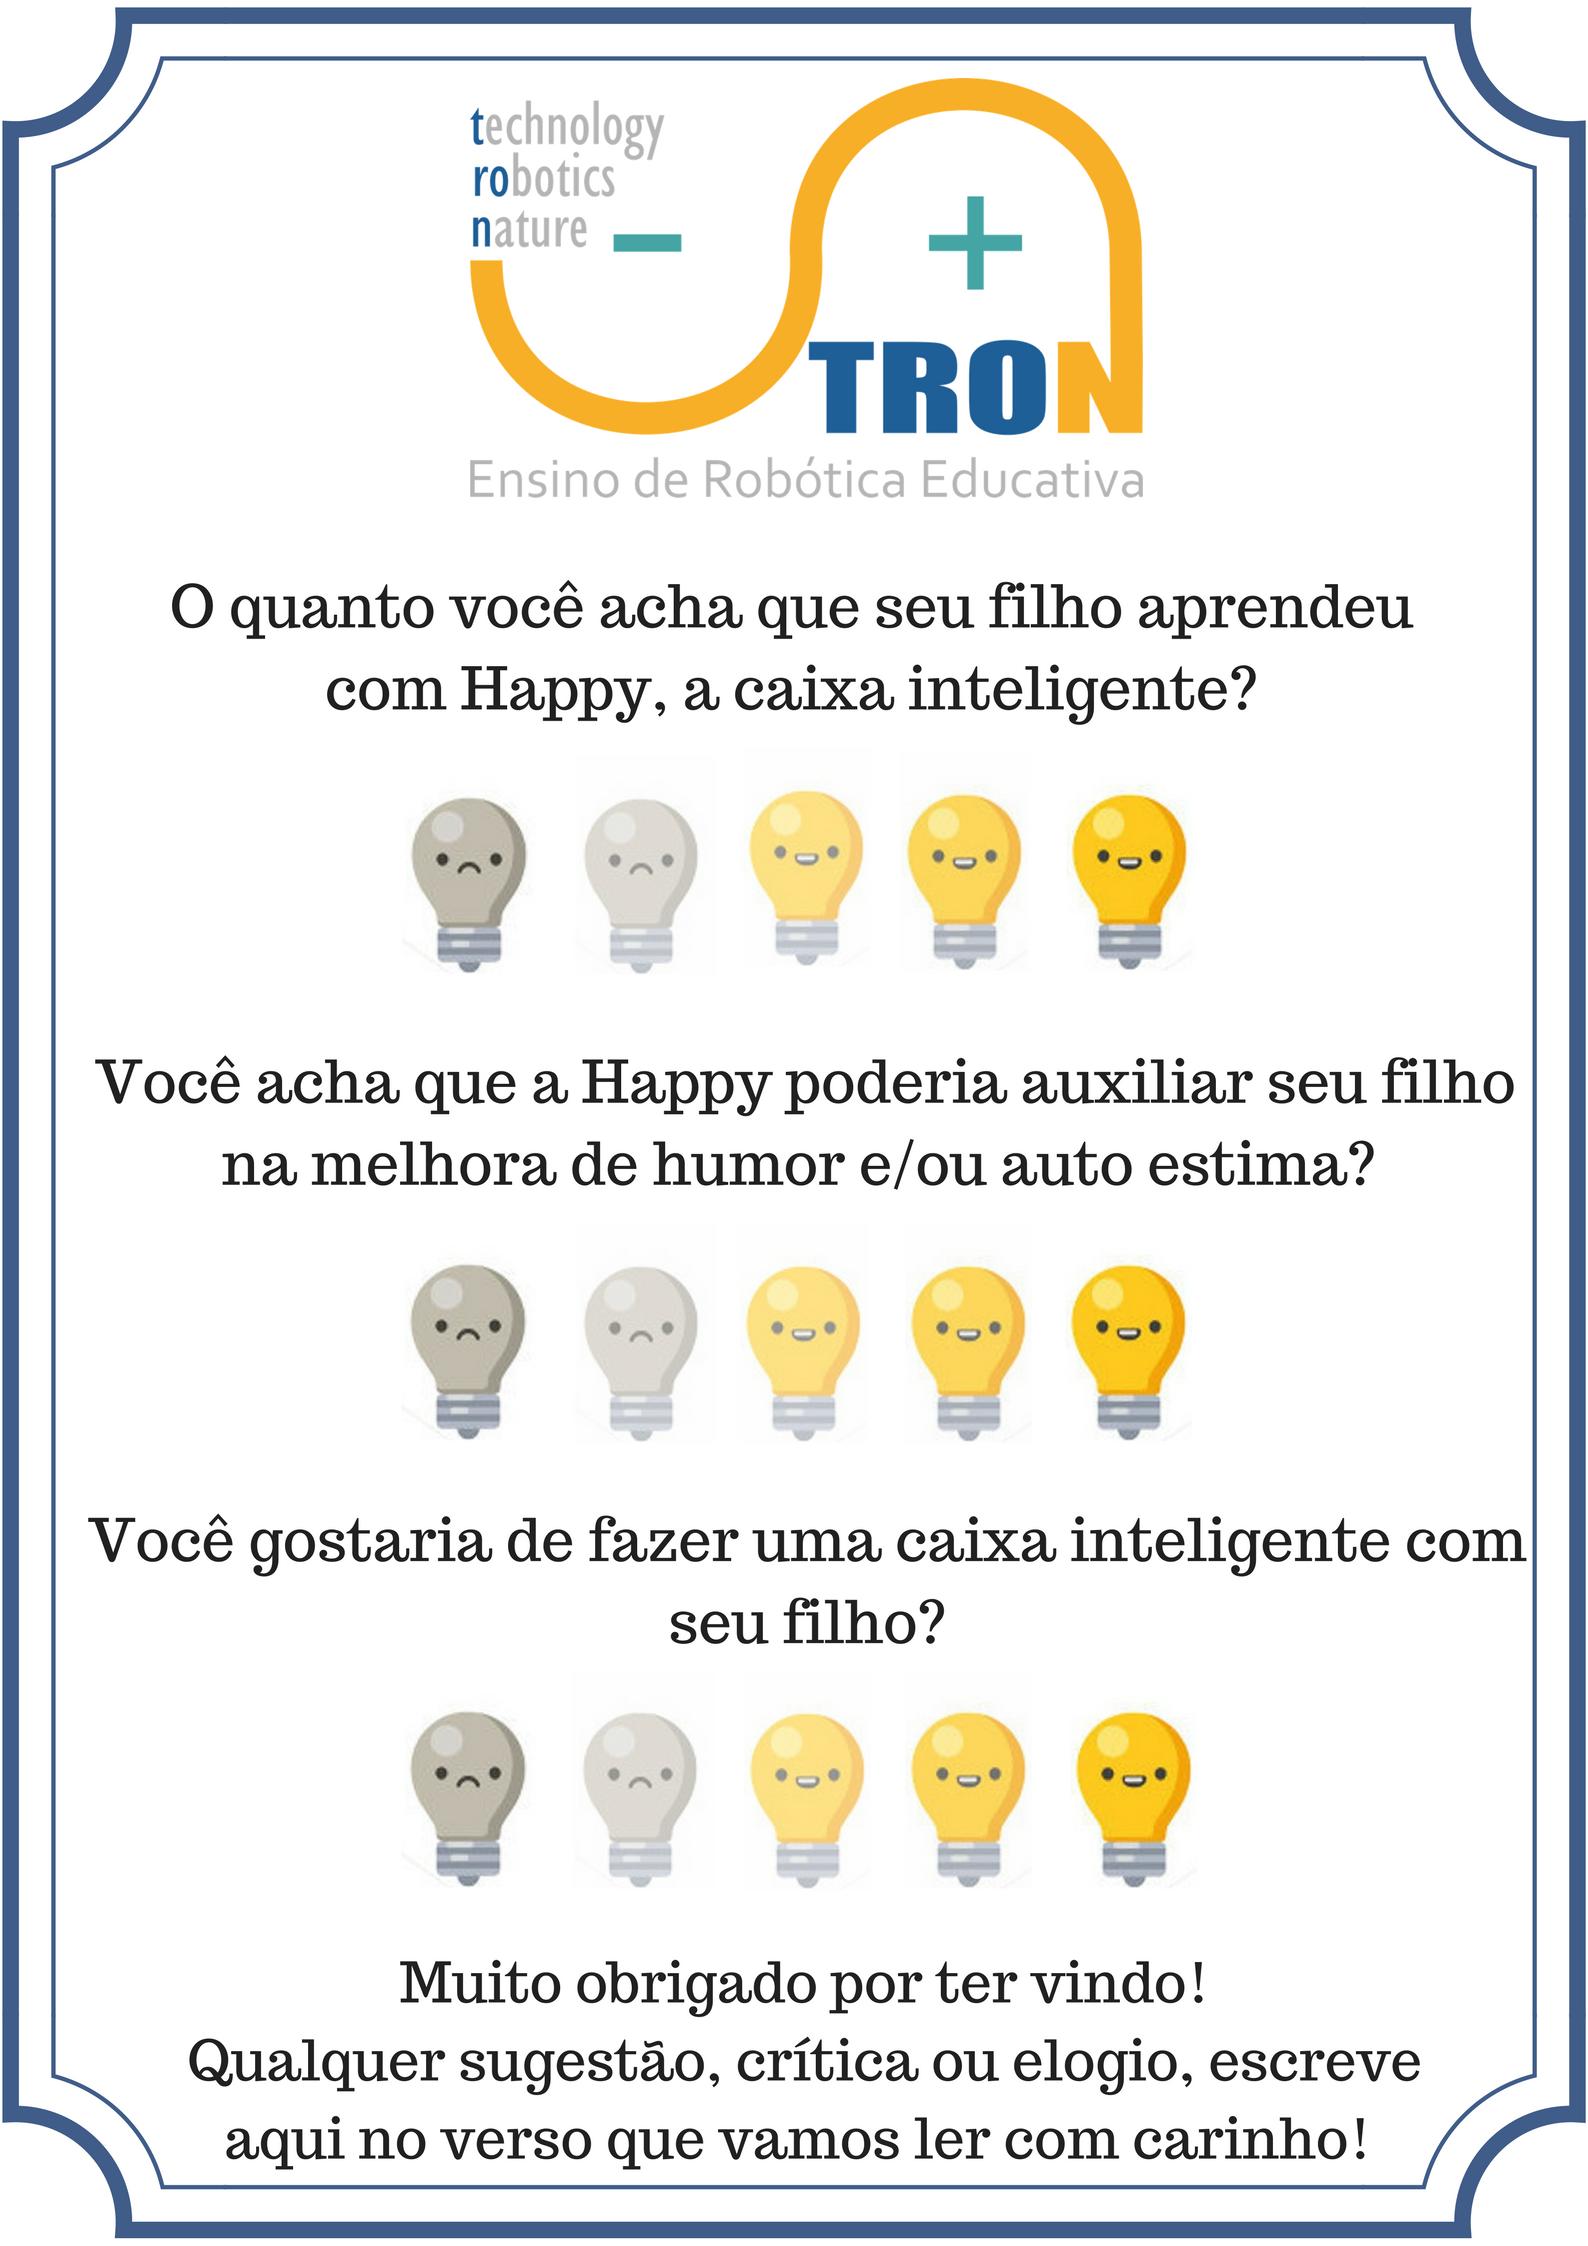 technology
robotics
nature
TRON
Ensino de Robótica Educativa
O quanto você acha que seu filho aprendeu
com Happy, a caixa inteligente?
Você acha que a Happy poderia auxiliar seu filho
na melhora de humor e/ou auto estima?
Você gostaria de fazer uma caixa inteligente com
seu filho?
Muito obrigado por ter vindo!
Qualquer sugestão, crítica ou elogio, escreve
aqui no verso que vamos ler com carinho!